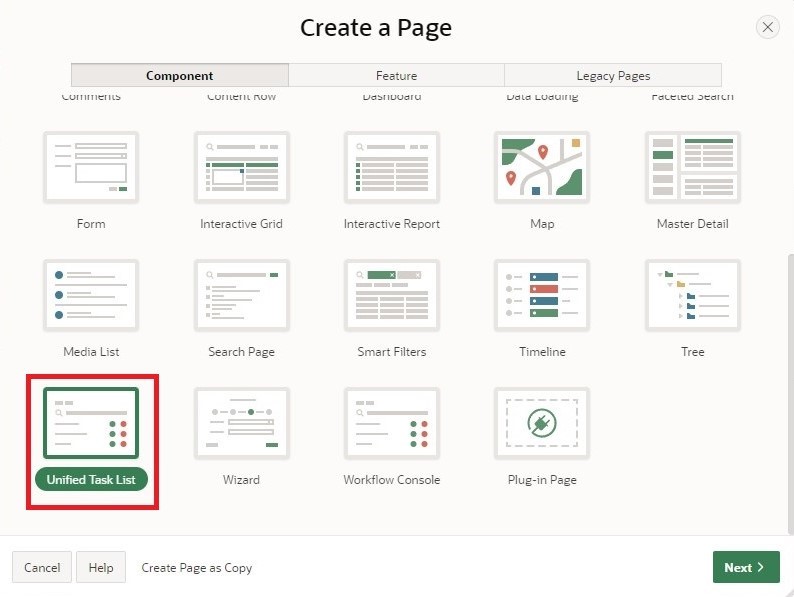 Create a Page
Component Feature Legacy Pages
Comments Content Row Dashboard Data Loading Faceted Search
Form Interactive Grid Interactive Report Map Master Detail
Media List Search Page Smart Filters Timeline Tree
Unified Task List Wizard Workflow Console Plug-in Page
Cancel Help Create Page as Copy Next